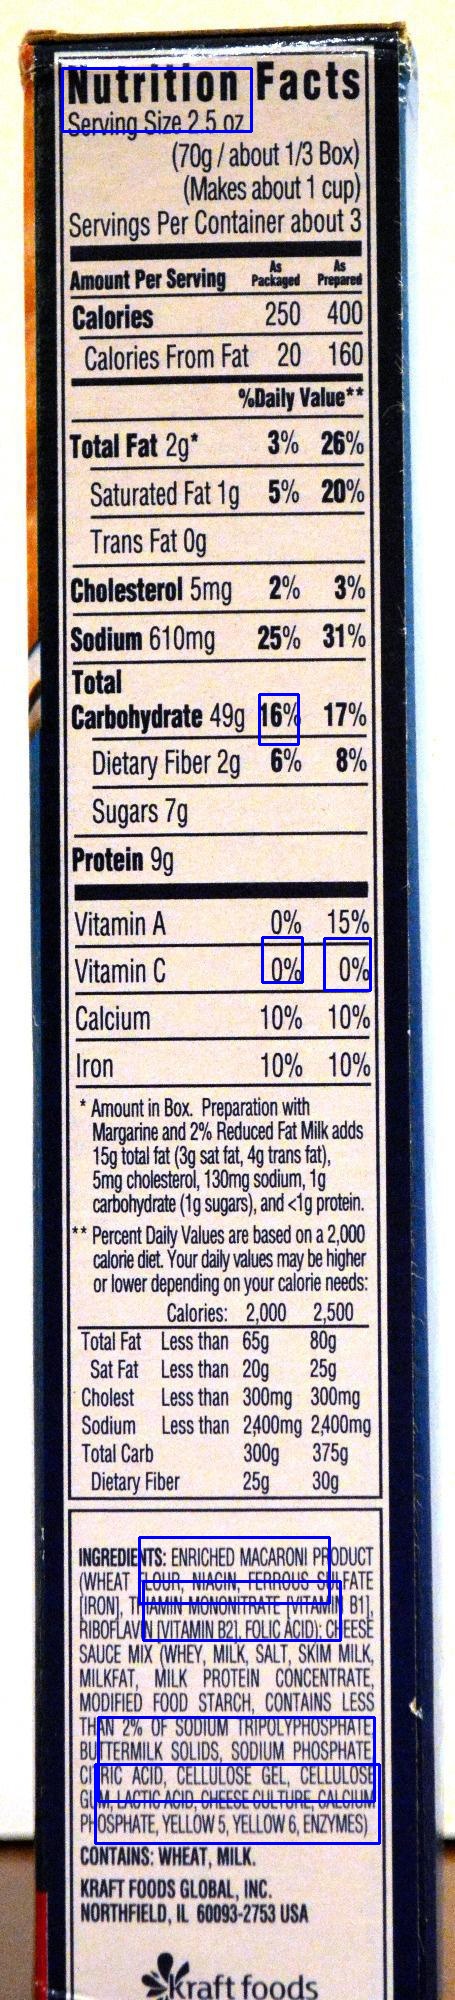 Nutrition Facts
Serving Size 2.5 oz
(70g / about 1/3 Box)
(Makes about 1 cup)
Servings Per Container about 3
Amount Per Serving As Packaged As Prepared
Calories 250 400
Calories From Fat 20 160
%Daily Value**
Total Fat 2g* 3% 26%
Saturated Fat 1g 5% 20%
Trans Fat 0g
Cholesterol 5mg 2% 3%
Sodium 610mg 25% 31%
Total
Carbohydrate 49g 16% 17%
Dietary Fiber 2g 6% 8%
Sugars 7g
Protein 9g
Vitamin A 0% 15%
Vitamin C 0% 0%
Calcium 10% 10%
Iron 10% 10%
* Amount in Box. Preparation with
Margarine and 2% Reduced Fat Milk adds
15g total fat (3g sat fat, 4g trans fat),
5mg cholesterol, 130mg sodium, 1g
carbohydrate (1g sugars), and <1g protein.
** Percent Daily Values are based on a 2,000
calorie diet. Your daily values may be higher
or lower depending on your calorie needs:
Calories: 2,000 2,500
Total Fat Less than 65g 80g
Sat Fat Less than 20g 25g
Cholest Less than 300mg 300mg
Sodium Less than 2,400mg 2,400mg
Total Carb 300g 375g
Dietary Fiber 25g 30g
INGREDIENTS: ENRICHED MACARONI PRODUCT
(WHEAT FLOUR, NIACIN, FERROUS SULFATE
[IRON], THIAMIN MONONITRATE [VITAMIN B1],
RIBOFLAVIN [VITAMIN B2], FOLIC ACID); CHEESE
SAUCE MIX (WHEY, MILK, SALT, SKIM MILK,
MILKFAT, MILK PROTEIN CONCENTRATE,
MODIFIED FOOD STARCH, CONTAINS LESS
THAN 2% OF SODIUM TRIPOLYPHOSPHATE,
BUTTERMILK SOLIDS, SODIUM PHOSPHATE,
CITRIC ACID, CELLULOSE GEL, CELLULOSE
GUM, LACTIC ACID, CHEESE CULTURE, CALCIUM
PHOSPHATE, YELLOW 5, YELLOW 6, ENZYMES)
CONTAINS: WHEAT, MILK.
KRAFT FOODS GLOBAL, INC.
NORTHFIELD, IL 60093-2753 USA
kraft foods